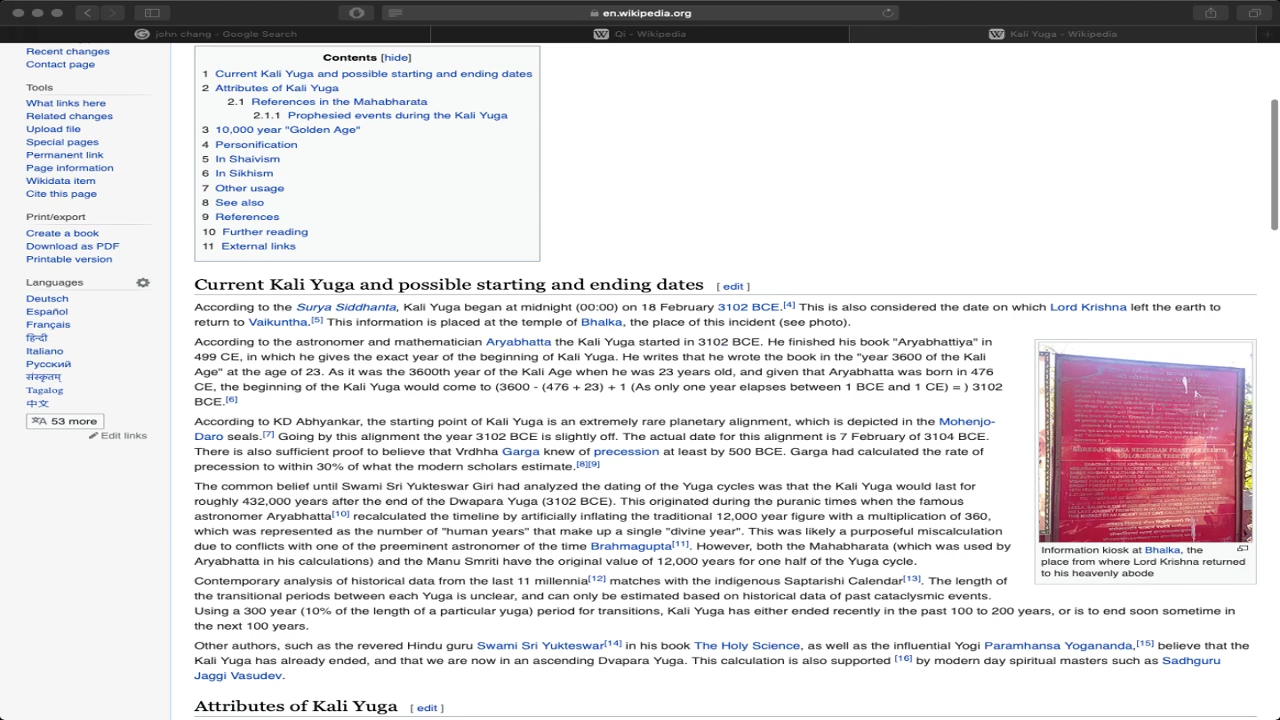 en.wikipedia.org
john chang - Google Search
Qi - Wikipedia
Kali Yuga - Wikipedia
Recent changes
Contact page
Tools
What links here
Related changes
Upload file
Special pages
Permanent link
Page information
Wikidata item
Cite this page
Print/export
Create a book
Download as PDF
Printable version
Languages
Deutsch
Español
Français
हिन्दी
Italiano
Русский
संस्कृतम्
Tagalog
中文
53 more
Edit links
Contents [hide]
1 Current Kali Yuga and possible starting and ending dates
2 Attributes of Kali Yuga
2.1 References in the Mahabharata
2.1.1 Prophesied events during the Kali Yuga
3 10,000 year "Golden Age"
4 Personification
5 In Shaivism
6 In Sikhism
7 Other usage
8 See also
9 References
10 Further reading
11 External links
Current Kali Yuga and possible starting and ending dates [ edit ]
According to the Surya Siddhanta, Kali Yuga began at midnight (00:00) on 18 February 3102 BCE.[4] This is also considered the date on which Lord Krishna left the earth to
return to Vaikuntha.[5] This information is placed at the temple of Bhalka, the place of this incident (see photo).
According to the astronomer and mathematician Aryabhatta the Kali Yuga started in 3102 BCE. He finished his book "Aryabhattiya" in
499 CE, in which he gives the exact year of the beginning of Kali Yuga. He writes that he wrote the book in the "year 3600 of the Kali
Age" at the age of 23. As it was the 3600th year of the Kali Age when he was 23 years old, and given that Aryabhatta was born in 476
CE, the beginning of the Kali Yuga would come to (3600 - (476 + 23) + 1 (As only one year elapses between 1 BCE and 1 CE) = ) 3102
BCE.[6]
According to KD Abhyankar, the starting point of Kali Yuga is an extremely rare planetary alignment, which is depicted in the Mohenjo-
Daro seals.[7] Going by this alignment the year 3102 BCE is slightly off. The actual date for this alignment is 7 February of 3104 BCE.
There is also sufficient proof to believe that Vrdhha Garga knew of precession at least by 500 BCE. Garga had calculated the rate of
precession to within 30% of what the modern scholars estimate.[8][9]
The common belief until Swami Sri Yukteswar and Yogananda analyzed the dating of the Yuga cycles was that the Kali Yuga would last for
roughly 432,000 years after the start of the Kali Yuga (3102 BCE). This originated during the puranic times when the famous
astronomer Aryabhatta[10] recalculated the timeline by artificially inflating the traditional 12,000 year figure with a multiplication of 360,
which was represented as the number of "human years" that make up a single "divine year". This was likely a purposeful miscalculation
due to conflicts with one of the preeminent astronomer of the time Brahmagupta[11]. However, both the Mahabharata (which was used by
Aryabhatta in his calculations) and the Manu Smriti have the original value of 12,000 years for one half of the Yuga cycle.
Contemporary analysis of historical data from the last 11 millennia[12] matches with the indigenous Saptarishi Calendar[13]. The length of
the transitional periods between each Yuga is unclear, and can only be estimated based on historical data of past cataclysmic events.
Using a 300 year (10% of the length of a particular yuga) period for transitions, Kali Yuga has either ended recently in the past 100 to 200 years, or is to end soon sometime in
the next 100 years.
Other authors, such as the revered Hindu guru Swami Sri Yukteswar[14] in his book The Holy Science, as well as the influential Yogi Paramhansa Yogananda,[15] believe that the
Kali Yuga has already ended, and that we are now in an ascending Dvapara Yuga. This calculation is also supported [16] by modern day spiritual masters such as Sadhguru
Jaggi Vasudev.
Information kiosk at Bhalka, the
place from where Lord Krishna returned
to his heavenly abode
Attributes of Kali Yuga [ edit ]